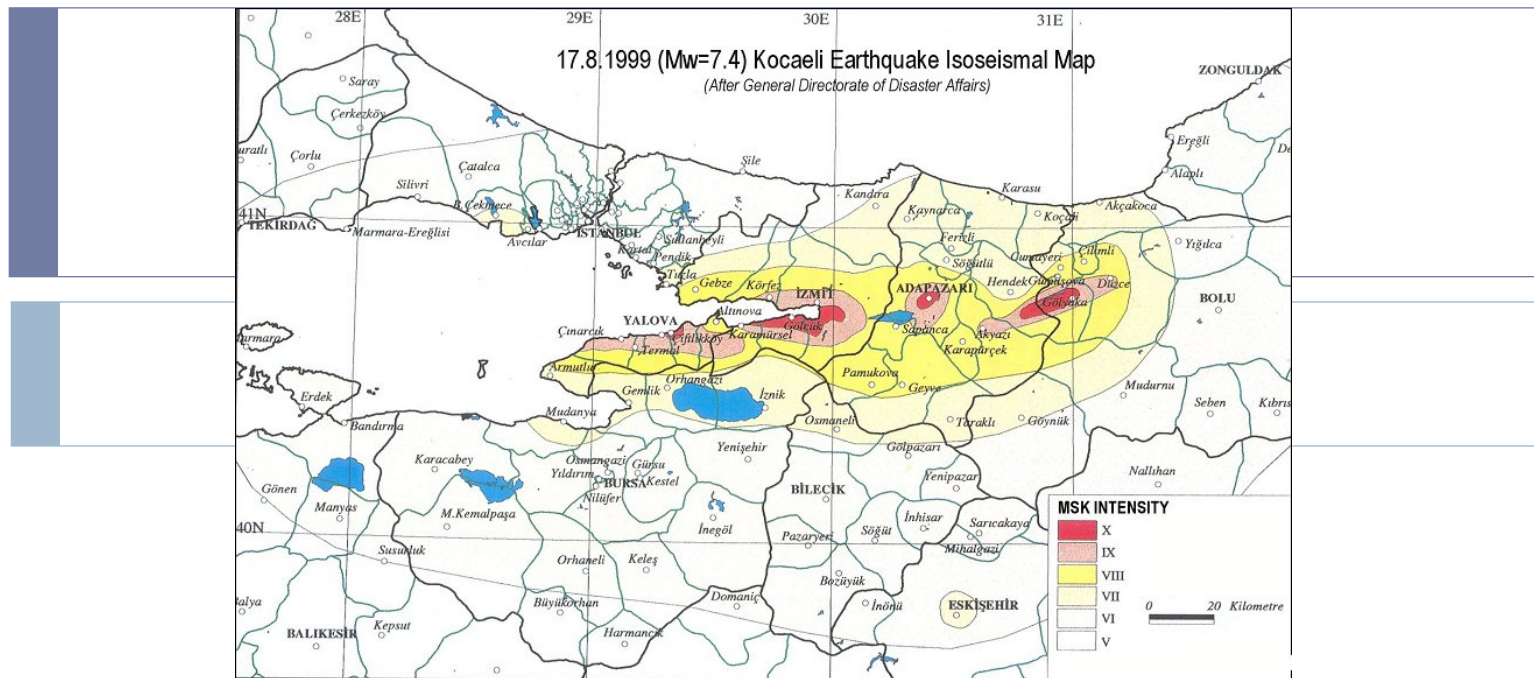 28E 29E 30E 31E
17.8.1999 (Mw=7.4) Kocaeli Earthquake Isoseismal Map
(After General Directorate of Disaster Affairs)
ZONGULDAK
Saray
Çerkezköy
Ereğli
Çorlu
Çatalca
Şile
Alaplı
Silivri
Kandıra
Karasu
B.Çekmece
Kaynarca
Koçali
Akçakoca
41N
TEKİRDAĞ
Marmara-Ereğlisi
Avcılar
İSTANBUL
Sultanbeyli
Kartal
Pendik
Ferizli
Yığılca
Söğütlü
Cumayeri
Çilimli
Tuzla
Gebze
Körfez
İZMİT
ADAPAZARI
Hendek
Gümüşova
Düzce
Gölyaka
BOLU
YALOVA
Altınova
Gölcük
Sapanca
Çınarcık
Çiftlikköy
Karamürsel
Akyazı
Termal
Karapürçek
Armutlu
Orhangazi
Pamukova
Geyve
Mudurnu
Gemlik
İznik
Erdek
Mudanya
Osmaneli
Taraklı
Göynük
Seben
Bandırma
Gölpazarı
Karacabey
Osmangazi
Gürsu
Yenişehir
Yıldırım
Kestel
BURSA
Nilüfer
Yenipazar
Nallıhan
Gönen
Manyas
BİLECİK
MSK INTENSITY
X
IX
VIII
VII
VI
V
M.Kemalpaşa
İnegöl
İnhisar
Söğüt
Sarıcakaya
40N
Pazaryeri
Mihalgazi
Susurluk
Orhaneli
Keleş
Bozüyük
Büyükorhan
Domaniç
İnönü
ESKİŞEHİR
0 20 Kilometre
BALIKESİR
Kepsut
Harmancık